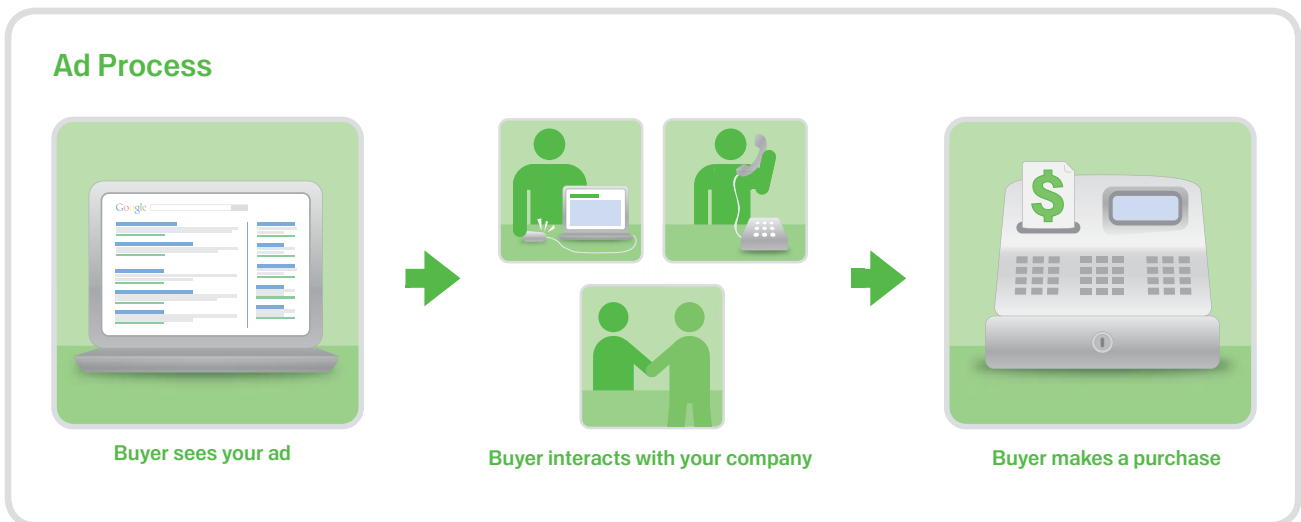 Ad Process
Google
$
Buyer sees your ad
Buyer interacts with your company
Buyer makes a purchase